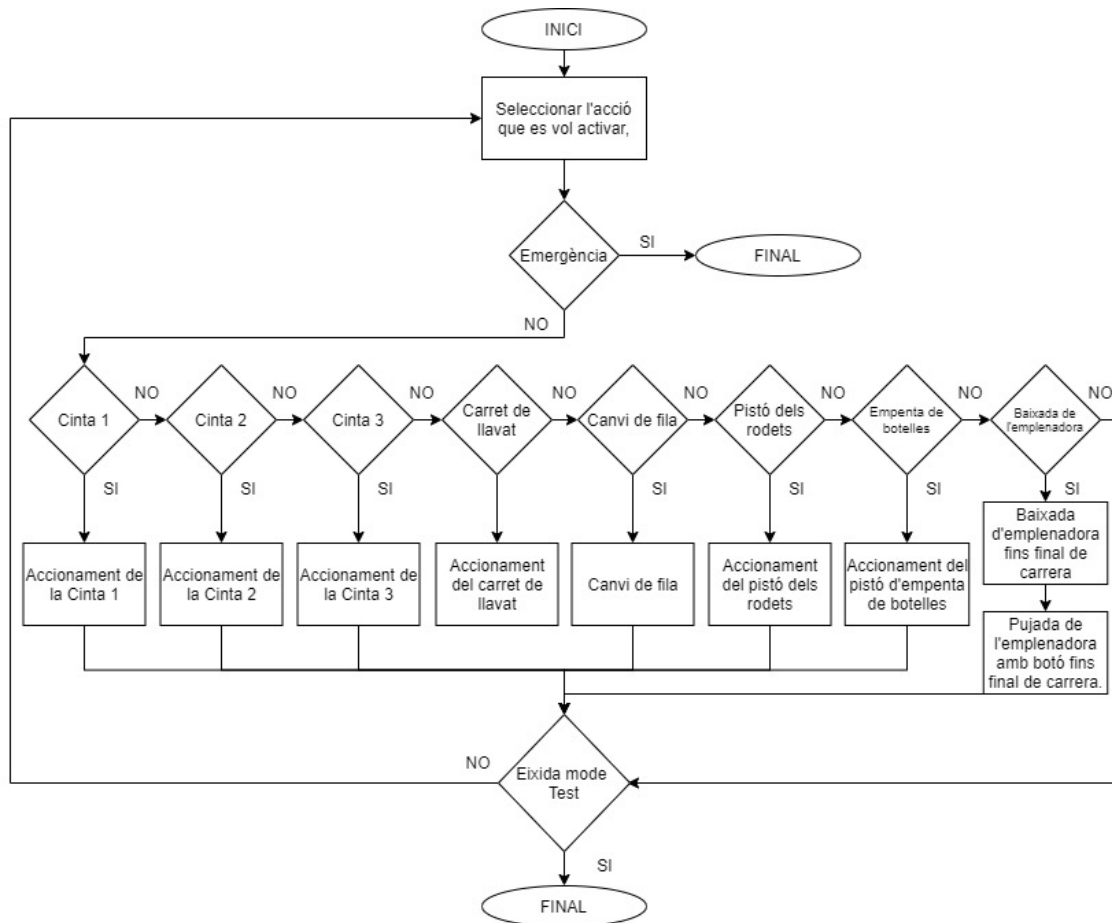 INICI
Seleccionar l'acció
que es vol activar,
Emergència
SI
FINAL
NO
Cinta 1
NO
Cinta 2
NO
Cinta 3
NO
Carret de
llavat
NO
Canvi de fila
NO
Pistó dels
rodets
NO
Empenta de
botelles
NO
Baixada de
l'emplenadora
NO
SI
SI
SI
SI
SI
SI
SI
Accionament de
la Cinta 1
Accionament de
la Cinta 2
Accionament de
la Cinta 3
Accionament
del carret de
llavat
Canvi de fila
Accionament
del pistó dels
rodets
Accionament del
pistó d'empenta
de botelles
Baixada
d'emplenadora
fins final de
carrera
Pujada de
l'emplenadora
amb botó fins
final de carrera.
NO
Eixida mode
Test
SI
FINAL